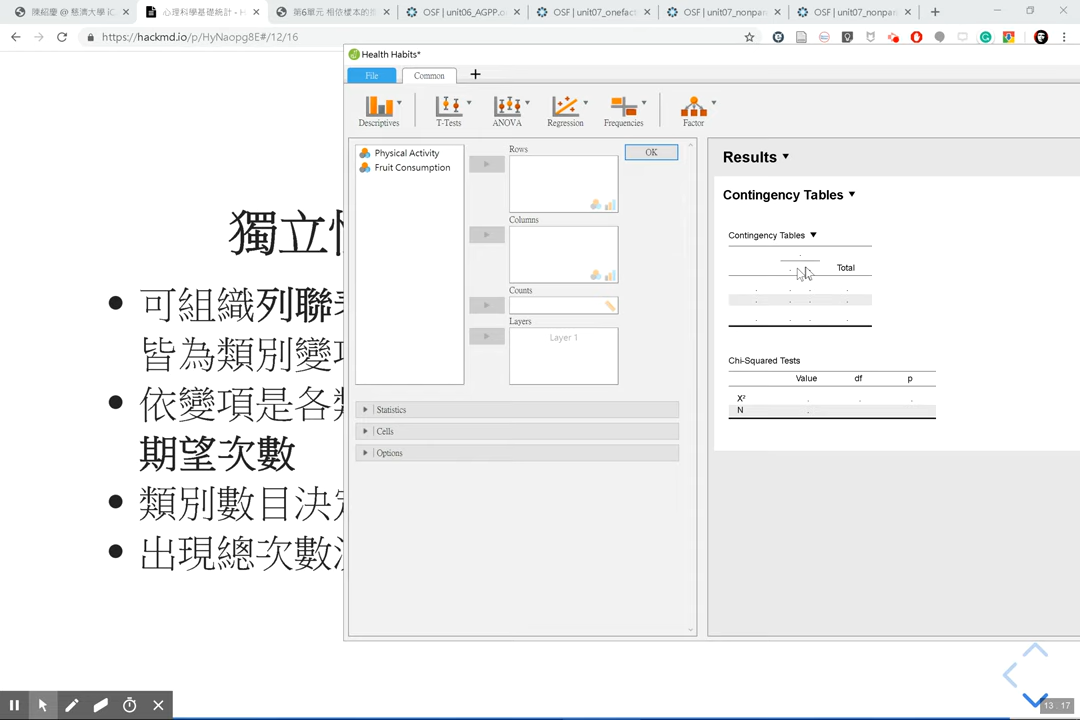 陳紹慶 @ 慈濟大學 iC
心理科學基礎統計 - H
第6單元 相依樣本的
OSF | unit06_AGPP.o
OSF | unit07_onefact
OSF | unit07_nonpar
OSF | unit07_nonpar
https://hackmd.io/p/HyNaopg8E#/12/16
Health Habits*
File
Common
Descriptives
T-Tests
ANOVA
Regression
Frequencies
Factor
Physical Activity
Fruit Consumption
Rows
OK
Columns
Counts
Layers
Layer 1
Statistics
Cells
Options
Results
Contingency Tables
Contingency Tables
Total
Chi-Squared Tests
Value df p
X²
N
獨立
可組織列聯
皆為類別變
依變項是各
期望次數
類別數目決
出現總次數
13 . 17